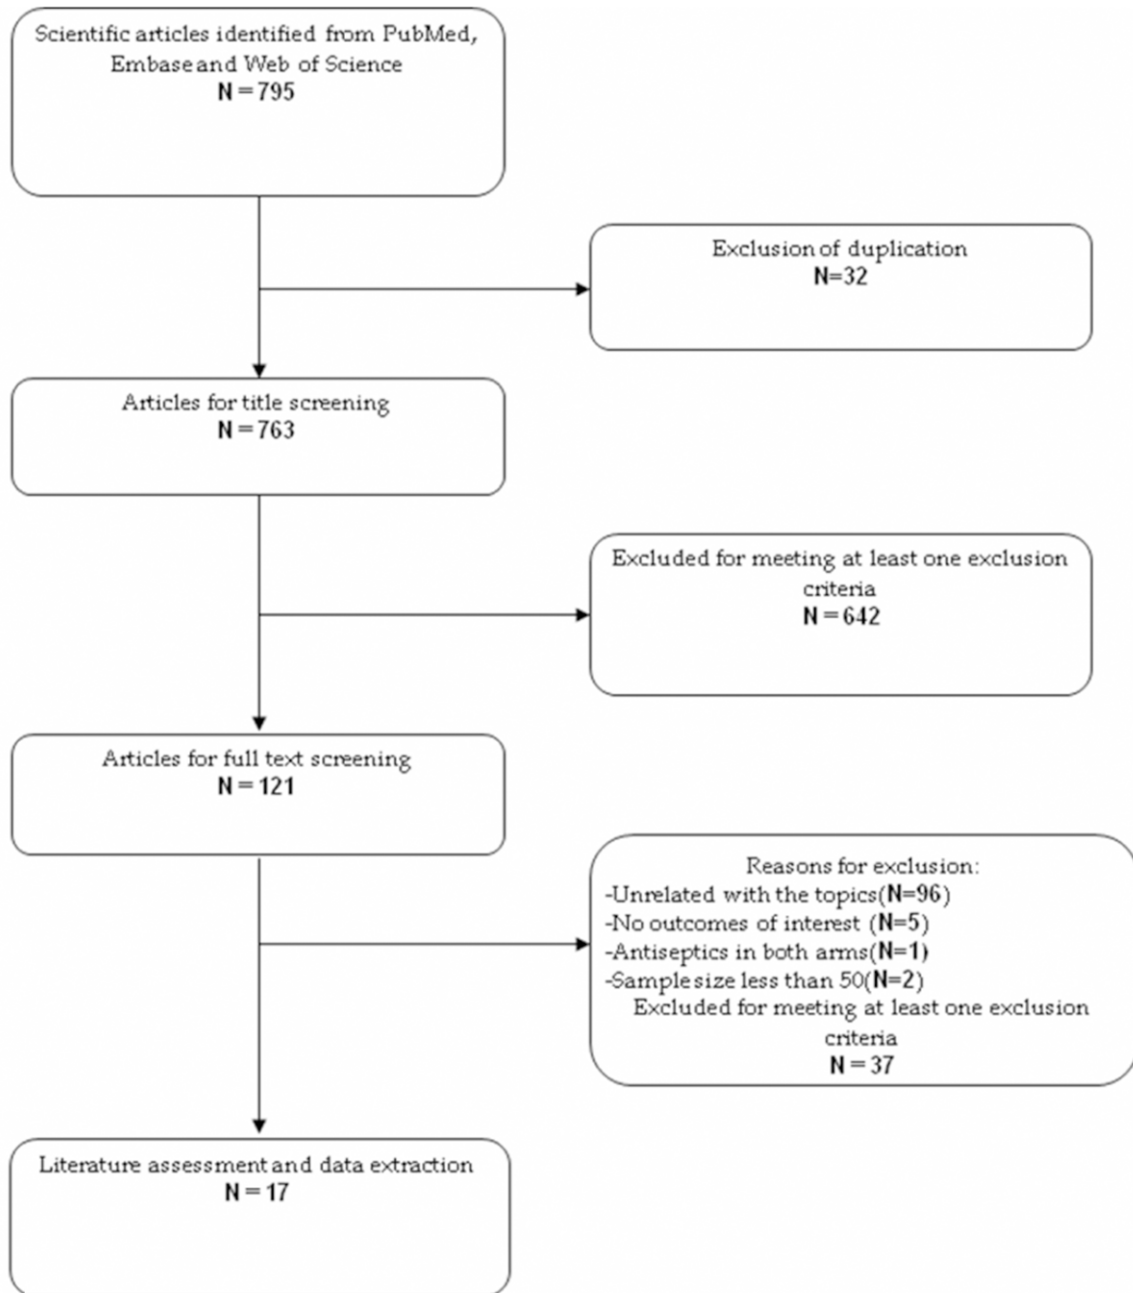 Scientific articles identified from PubMed,
Embase and Web of Science
N = 795
Exclusion of duplication
N=32
Articles for title screening
N = 763
Excluded for meeting at least one exclusion
criteria
N = 642
Articles for full text screening
N = 121
Reasons for exclusion:
-Unrelated with the topics(N=96)
-No outcomes of interest (N=5)
-Antiseptics in both arms(N=1)
-Sample size less than 50(N=2)
Excluded for meeting at least one exclusion
criteria
N = 37
Literature assessment and data extraction
N = 17